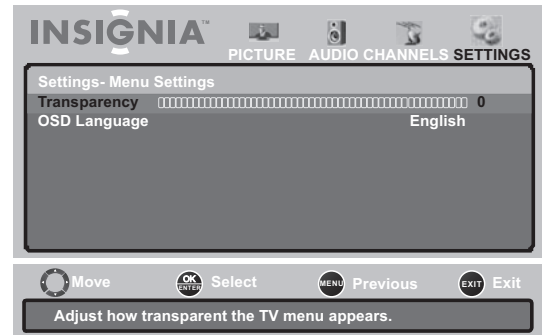 INSIGNIA™
PICTURE AUDIO CHANNELS SETTINGS
Settings- Menu Settings
Transparency 0
OSD Language English
Move OK ENTER Select MENU Previous EXIT Exit
Adjust how transparent the TV menu appears.